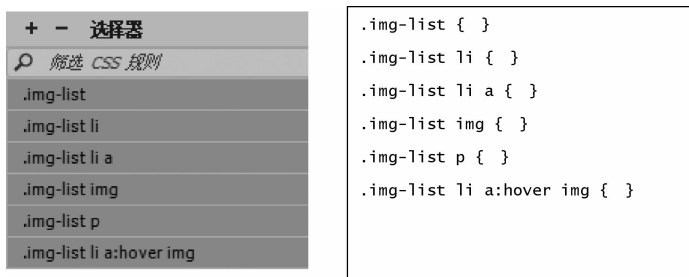 + − 选择器
筛选 CSS 规则
.img-list
.img-list li
.img-list li a
.img-list img
.img-list p
.img-list li a:hover img
.img-list { }
.img-list li { }
.img-list li a { }
.img-list img { }
.img-list p { }
.img-list li a:hover img { }